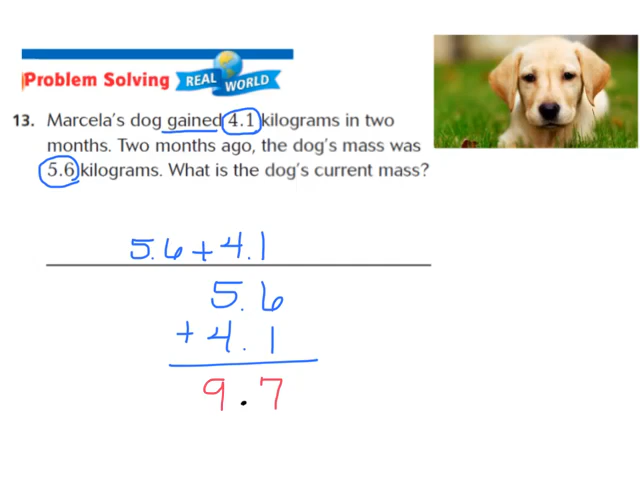 Problem Solving REAL WORLD
13. Marcela's dog gained 4.1 kilograms in two
months. Two months ago, the dog's mass was
5.6 kilograms. What is the dog's current mass?
5.6 + 4.1
5.6
+ 4.1
9.7